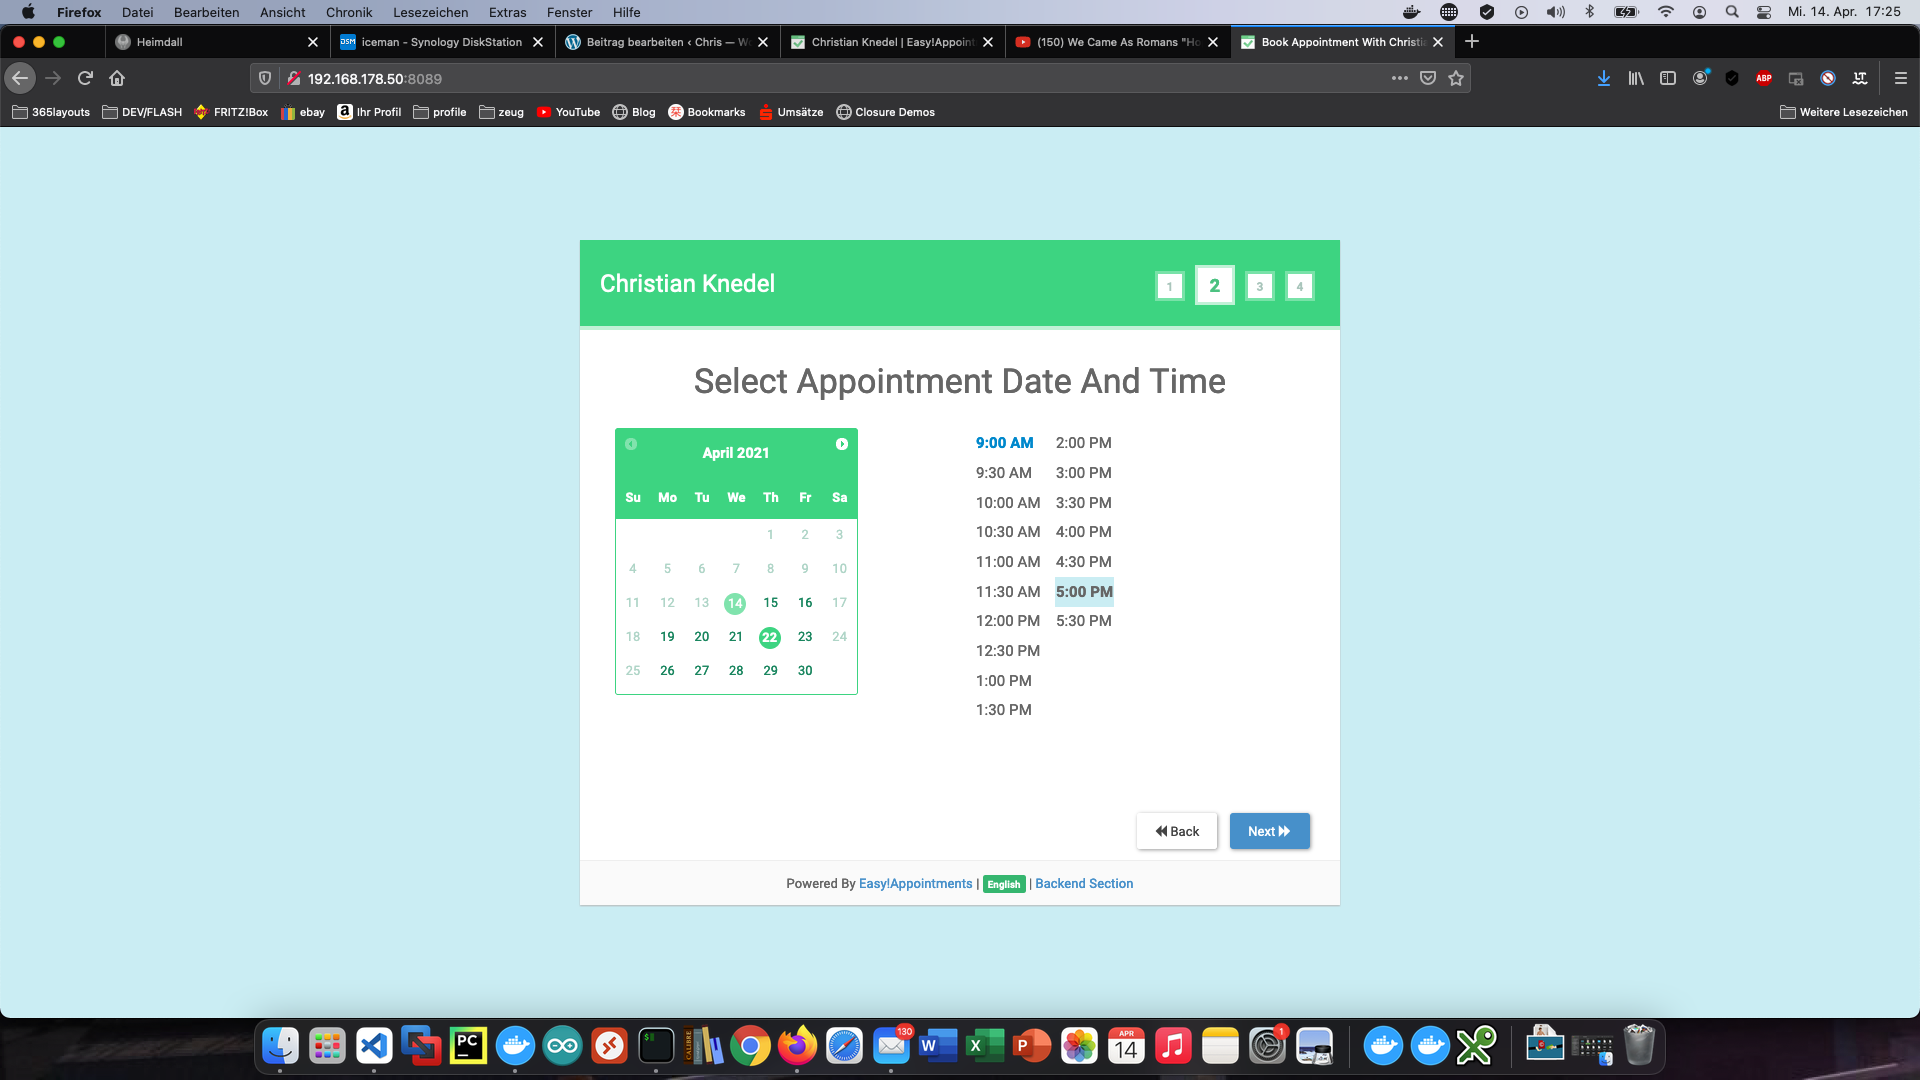 Firefox Datei Bearbeiten Ansicht Chronik Lesezeichen Extras Fenster Hilfe Mi. 14. Apr. 17:25
Heimdall iceman - Synology DiskStation Beitrag bearbeiten ‹ Chris — W Christian Knedel | Easy!Appoint (150) We Came As Romans "Ho Book Appointment With Christi
192.168.178.50:8089 ABP
365layouts DEV/FLASH FRITZ!Box ebay Ihr Profil profile zeug YouTube Blog Bookmarks Umsätze Closure Demos Weitere Lesezeichen
Christian Knedel 1 2 3 4
Select Appointment Date And Time
April 2021
Su Mo Tu We Th Fr Sa
1 2 3
4 5 6 7 8 9 10
11 12 13 14 15 16 17
18 19 20 21 22 23 24
25 26 27 28 29 30
9:00 AM 2:00 PM
9:30 AM 3:00 PM
10:00 AM 3:30 PM
10:30 AM 4:00 PM
11:00 AM 4:30 PM
11:30 AM 5:00 PM
12:00 PM 5:30 PM
12:30 PM
1:00 PM
1:30 PM
Back Next
Powered By Easy!Appointments | English | Backend Section
PC CALIBRE 130 W X P APR 14 1